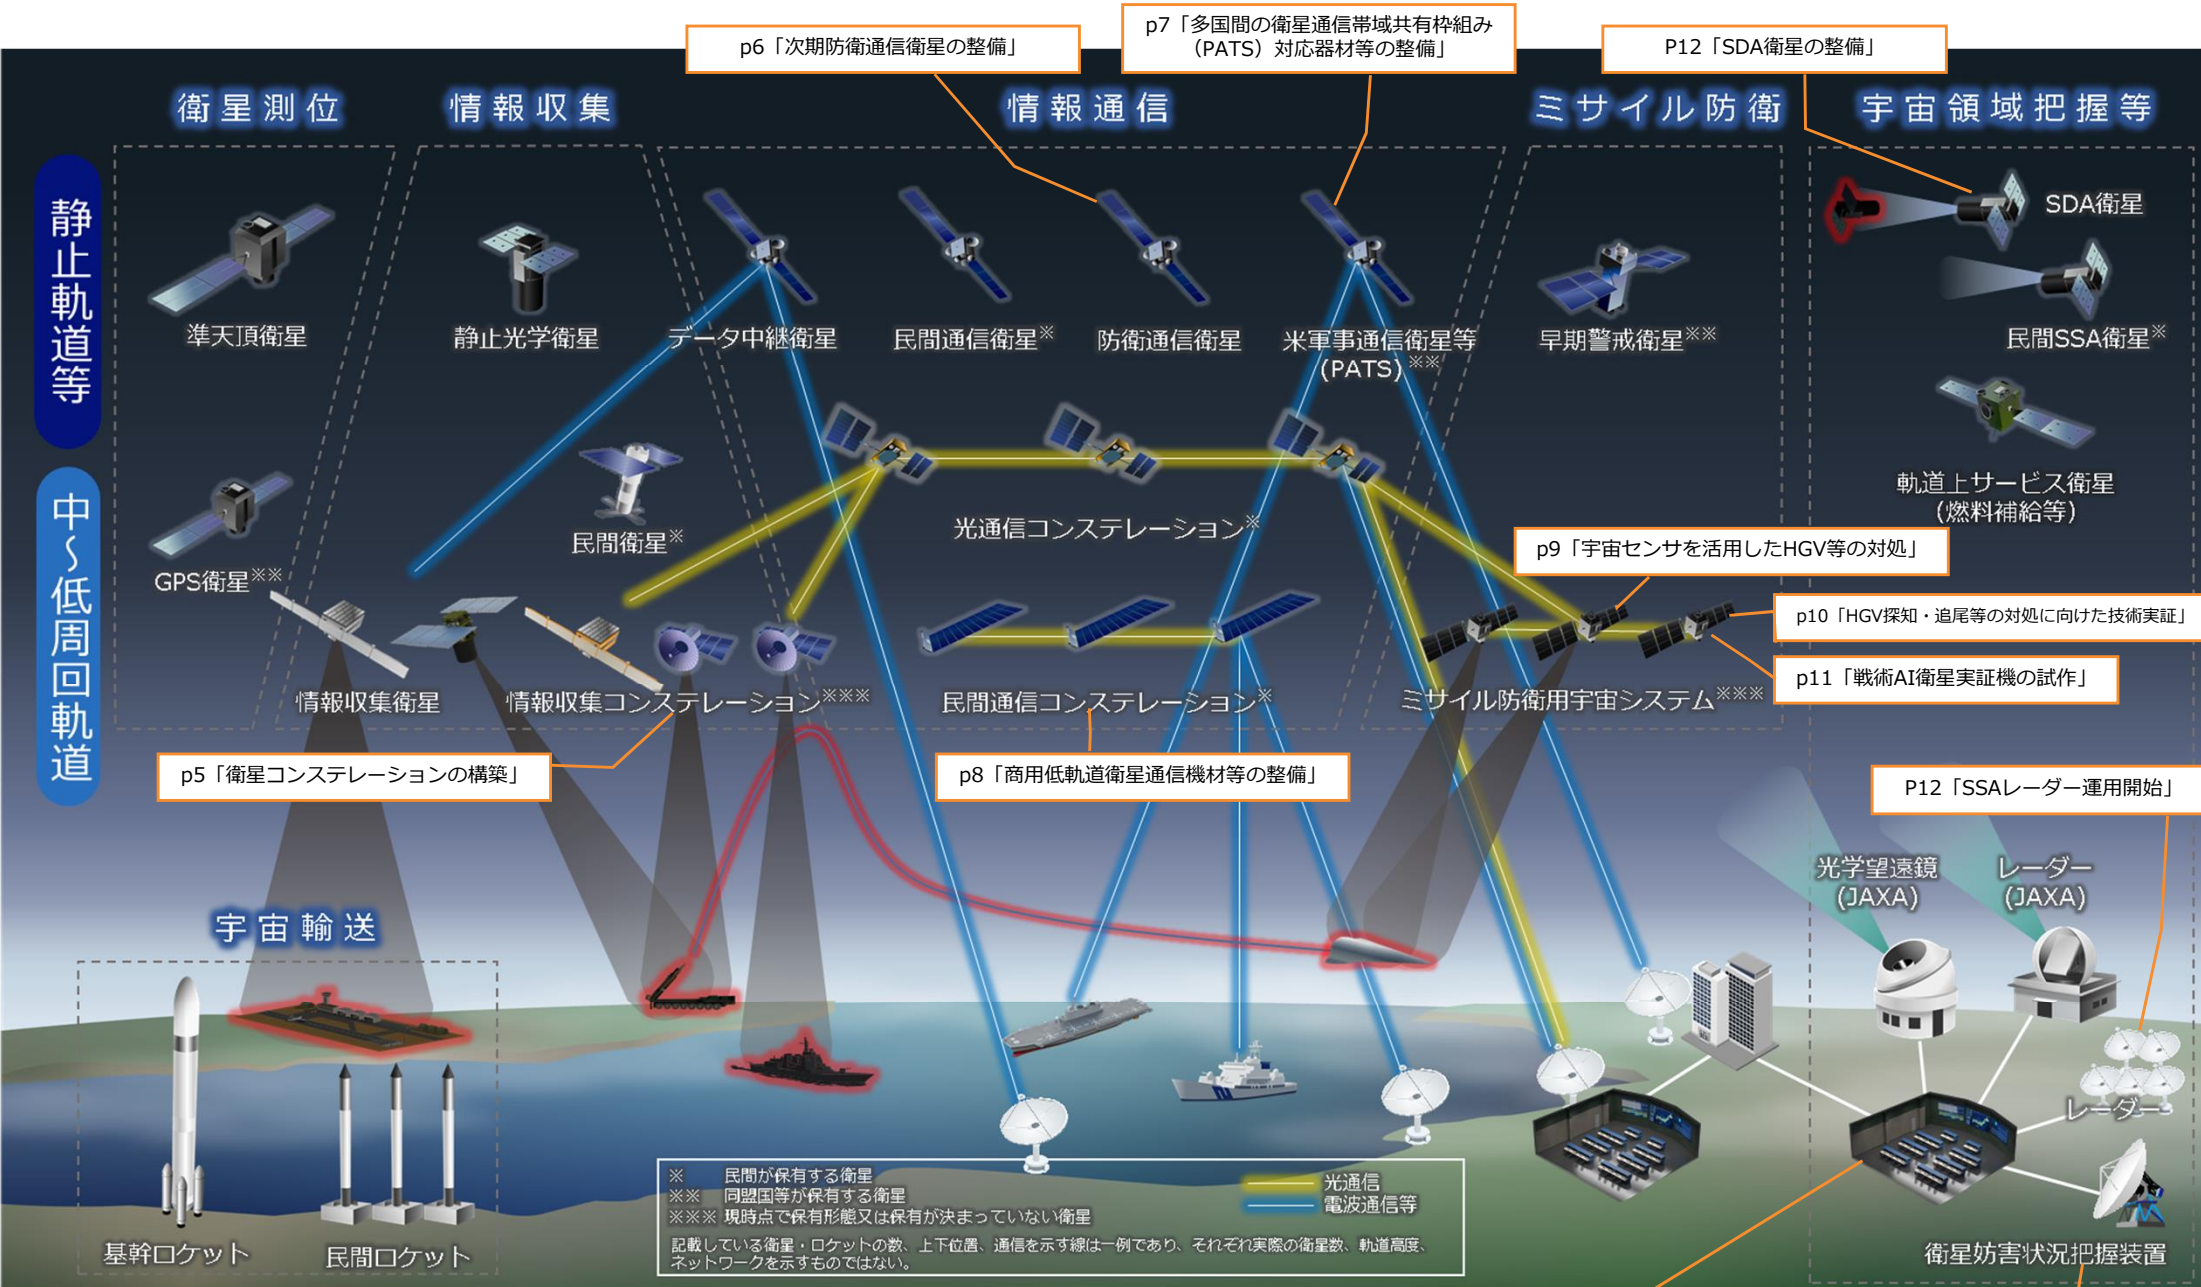 p6「次期防衛通信衛星の整備」
p7「多国間の衛星通信帯域共有枠組み
（PATS）対応器材等の整備」
P12「SDA衛星の整備」
衛星測位
情報収集
情報通信
ミサイル防衛
宇宙領域把握等
静止軌道等
SDA衛星
準天頂衛星
静止光学衛星
データ中継衛星
民間通信衛星※
防衛通信衛星
米軍事通信衛星等
(PATS)※※
早期警戒衛星※※
民間SSA衛星※
中～低周回軌道
軌道上サービス衛星
(燃料補給等)
民間衛星※
光通信コンステレーション※
p9「宇宙センサを活用したHGV等の対処」
GPS衛星※※
p10「HGV探知・追尾等の対処に向けた技術実証」
p11「戦術AI衛星実証機の試作」
情報収集衛星
情報収集コンステレーション※※※
民間通信コンステレーション※
ミサイル防衛用宇宙システム※※※
p5「衛星コンステレーションの構築」
p8「商用低軌道衛星通信機材等の整備」
P12「SSAレーダー運用開始」
光学望遠鏡
(JAXA)
レーダー
(JAXA)
宇宙輸送
レーダー
※　民間が保有する衛星
※※　同盟国等が保有する衛星
※※※ 現時点で保有形態又は保有が決まっていない衛星
光通信
電波通信等
記載している衛星・ロケットの数、上下位置、通信を示す線は一例であり、それぞれ実際の衛星数、軌道高度、
ネットワークを示すものではない。
基幹ロケット
民間ロケット
衛星妨害状況把握装置